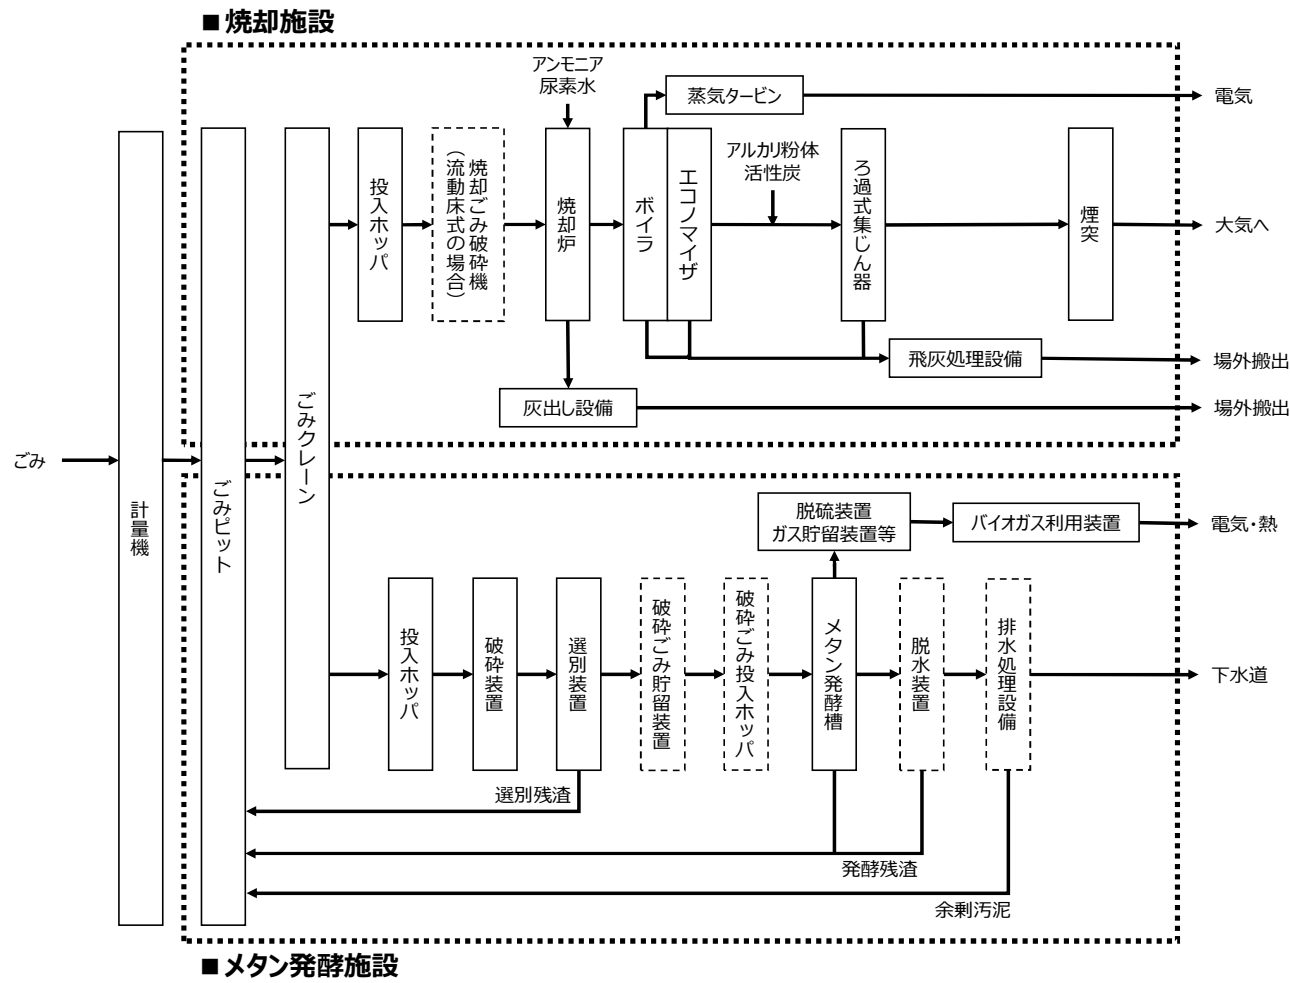 ■焼却施設
アンモニア
尿素水
蒸気タービン
電気
アルカリ粉体
活性炭
投入ホッパ
焼却ごみ破砕機
（流動床式の場合）
焼却炉
ボイラ
エコノマイザ
ろ過式集じん器
煙突
大気へ
飛灰処理設備
場外搬出
灰出し設備
場外搬出
ごみ
計量機
ごみピット
ごみクレーン
脱硫装置
ガス貯留装置等
バイオガス利用装置
電気・熱
投入ホッパ
破砕装置
選別装置
破砕ごみ貯留装置
破砕ごみ投入ホッパ
メタン発酵槽
脱水装置
排水処理設備
下水道
選別残渣
発酵残渣
余剰汚泥
■メタン発酵施設